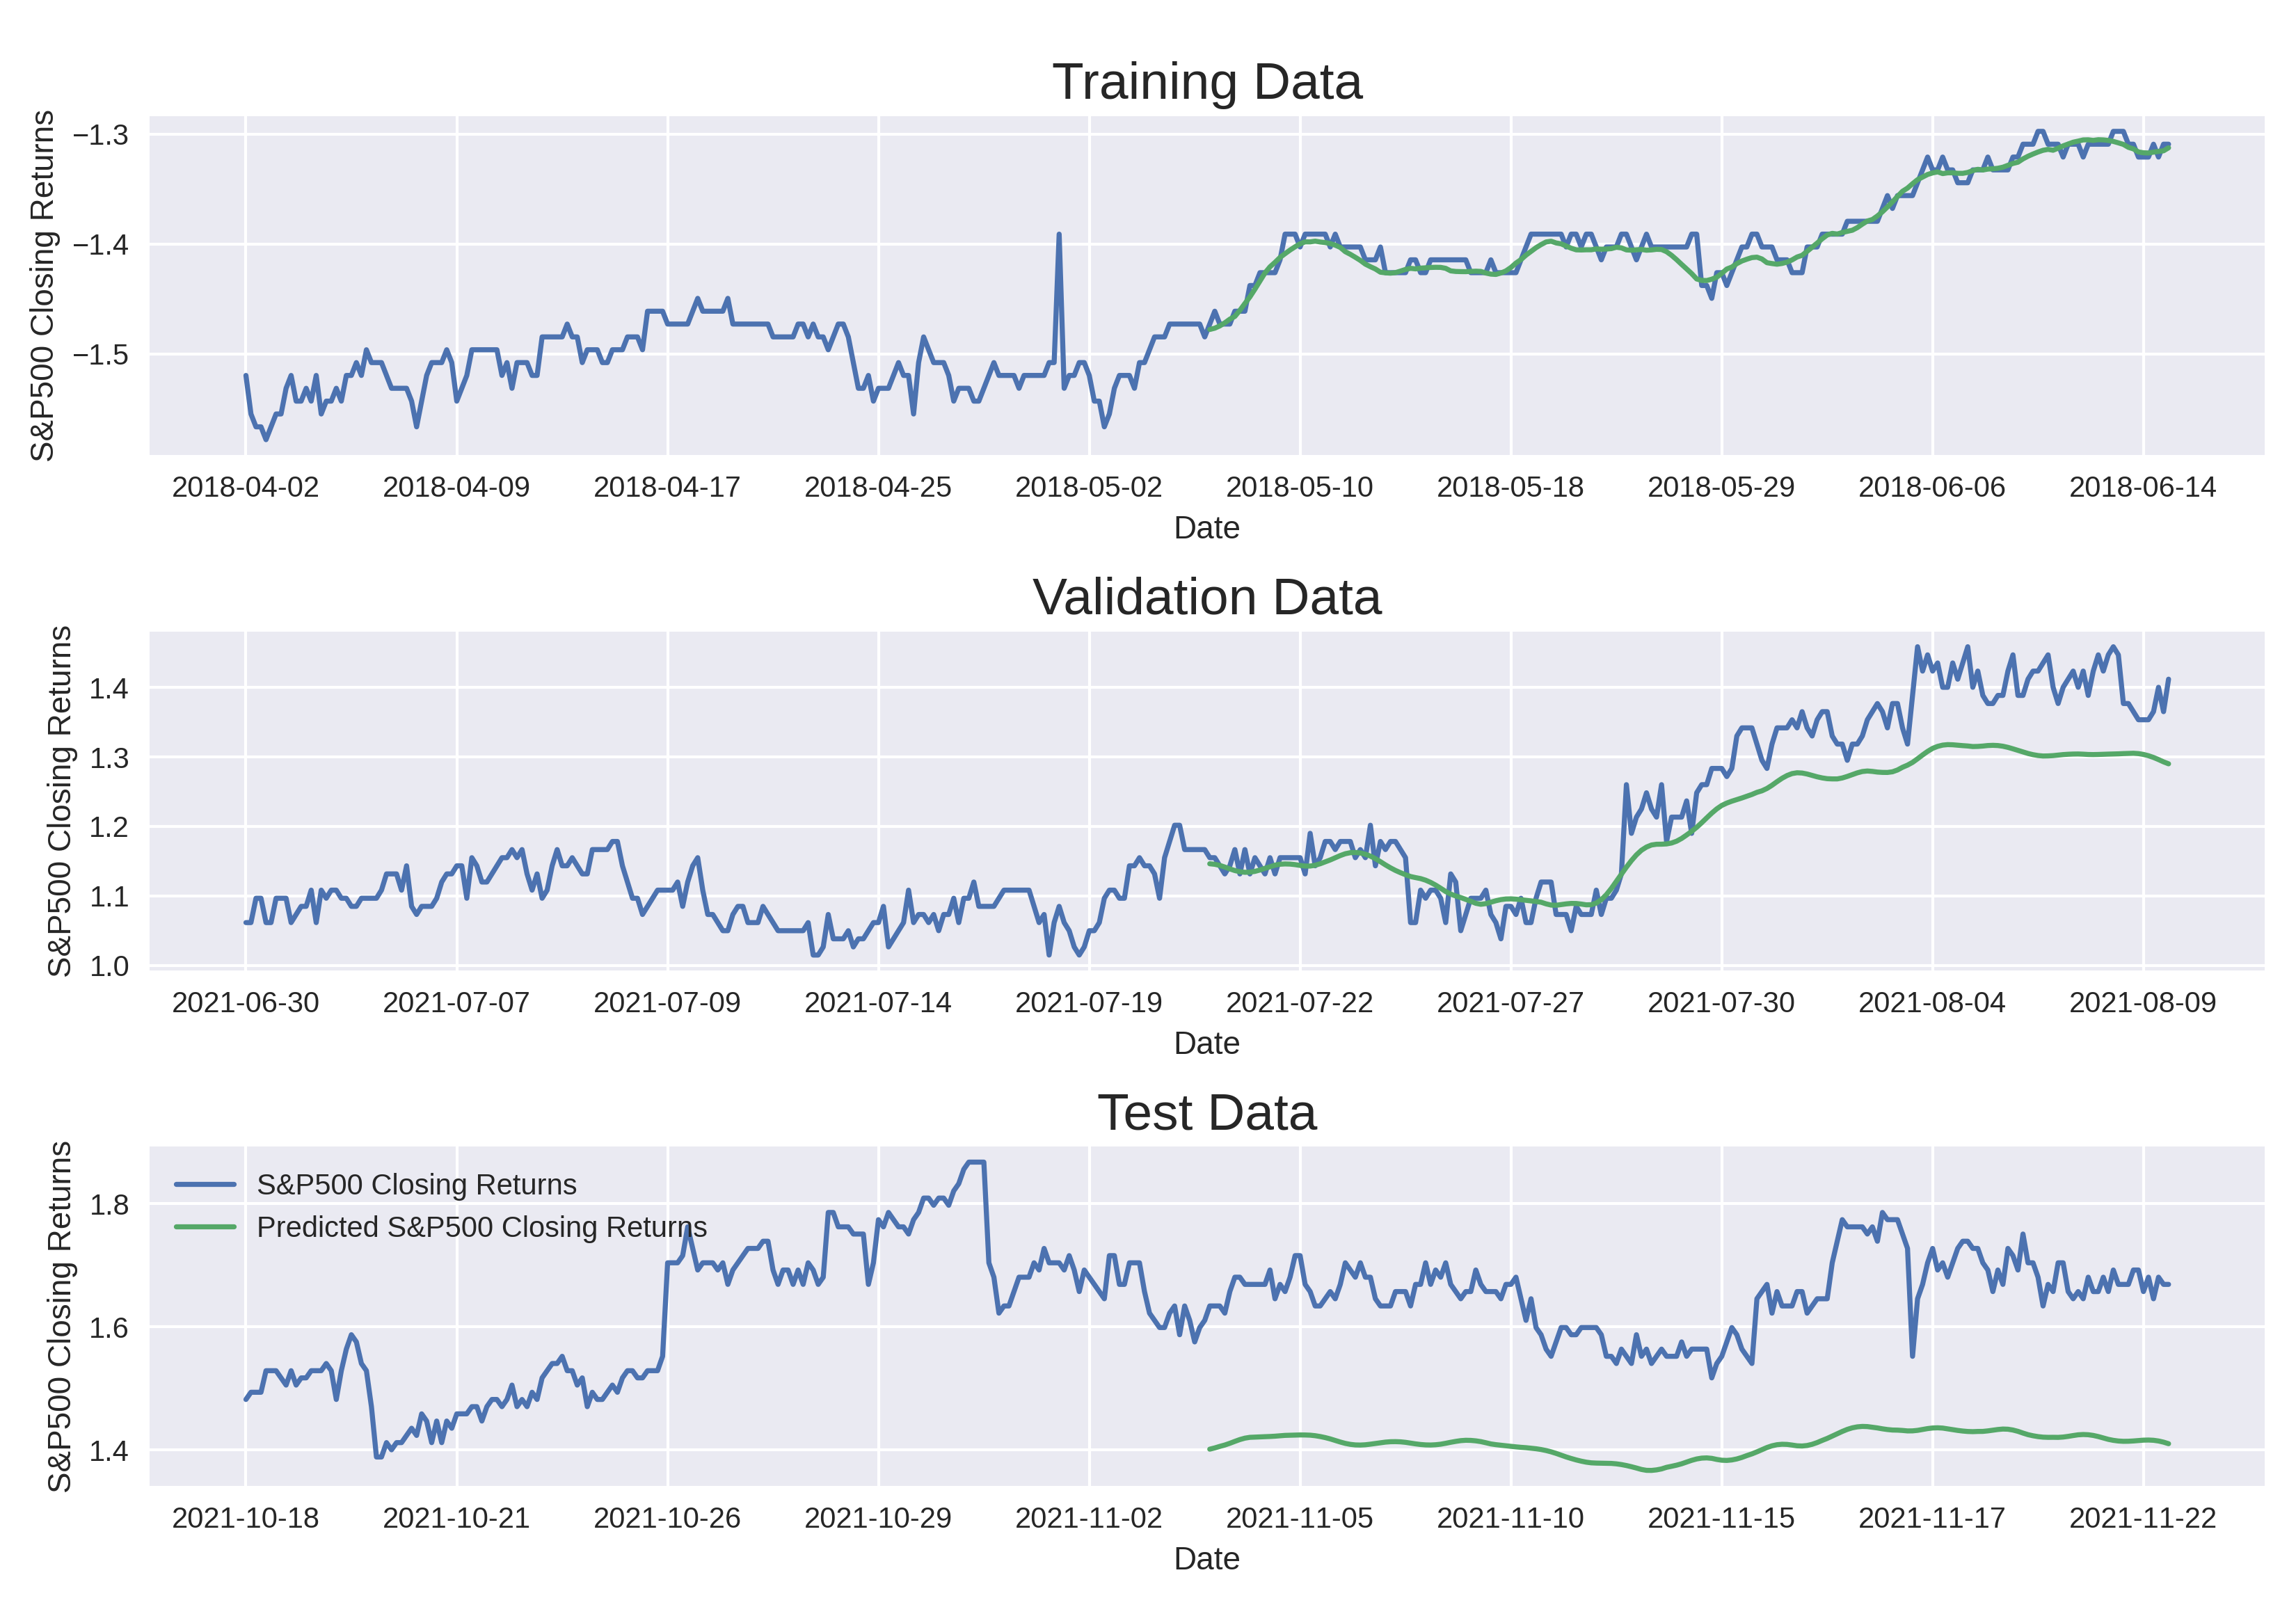 Training Data
S&P500 Closing Returns
−1.3
−1.4
−1.5
2018-04-02 2018-04-09 2018-04-17 2018-04-25 2018-05-02 2018-05-10 2018-05-18 2018-05-29 2018-06-06 2018-06-14
Date
Validation Data
S&P500 Closing Returns
1.4
1.3
1.2
1.1
1.0
2021-06-30 2021-07-07 2021-07-09 2021-07-14 2021-07-19 2021-07-22 2021-07-27 2021-07-30 2021-08-04 2021-08-09
Date
Test Data
S&P500 Closing Returns
1.8
1.6
1.4
S&P500 Closing Returns
Predicted S&P500 Closing Returns
2021-10-18 2021-10-21 2021-10-26 2021-10-29 2021-11-02 2021-11-05 2021-11-10 2021-11-15 2021-11-17 2021-11-22
Date